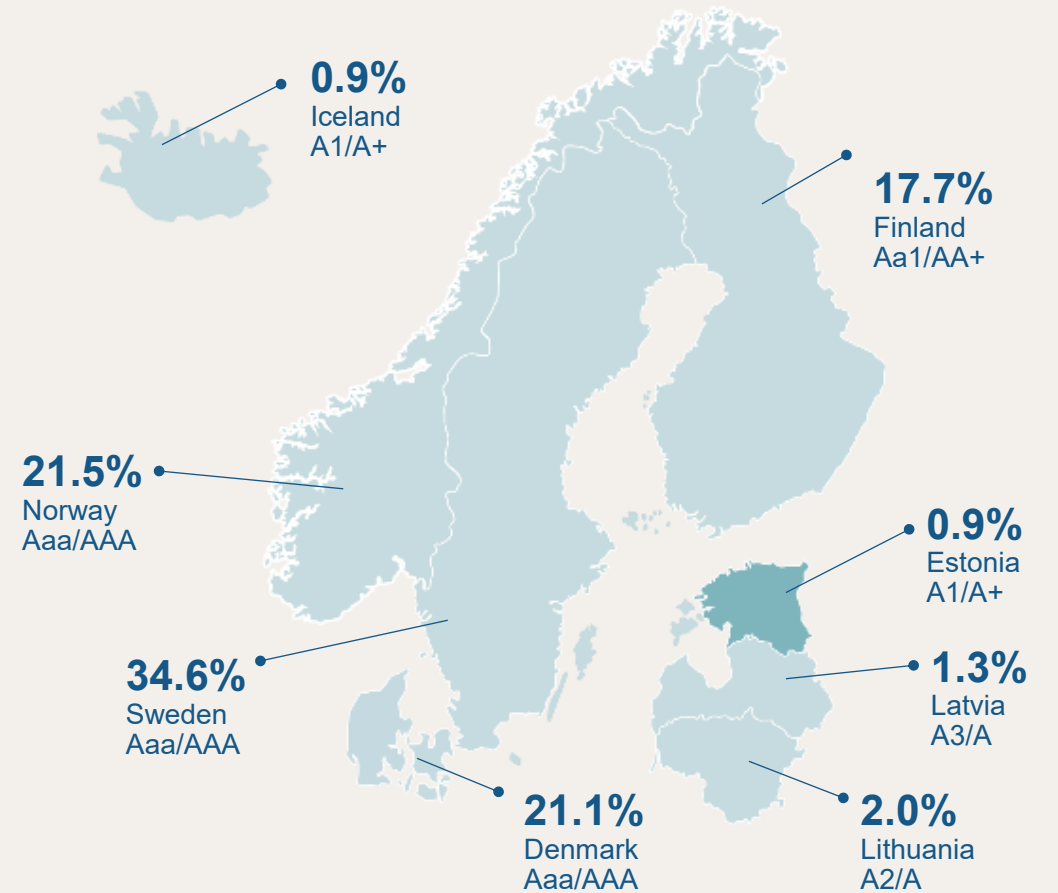 0.9%
Iceland
A1/A+
17.7%
Finland
Aa1/AA+
21.5%
Norway
Aaa/AAA
0.9%
Estonia
A1/A+
34.6%
Sweden
Aaa/AAA
1.3%
Latvia
A3/A
21.1%
Denmark
Aaa/AAA
2.0%
Lithuania
A2/A